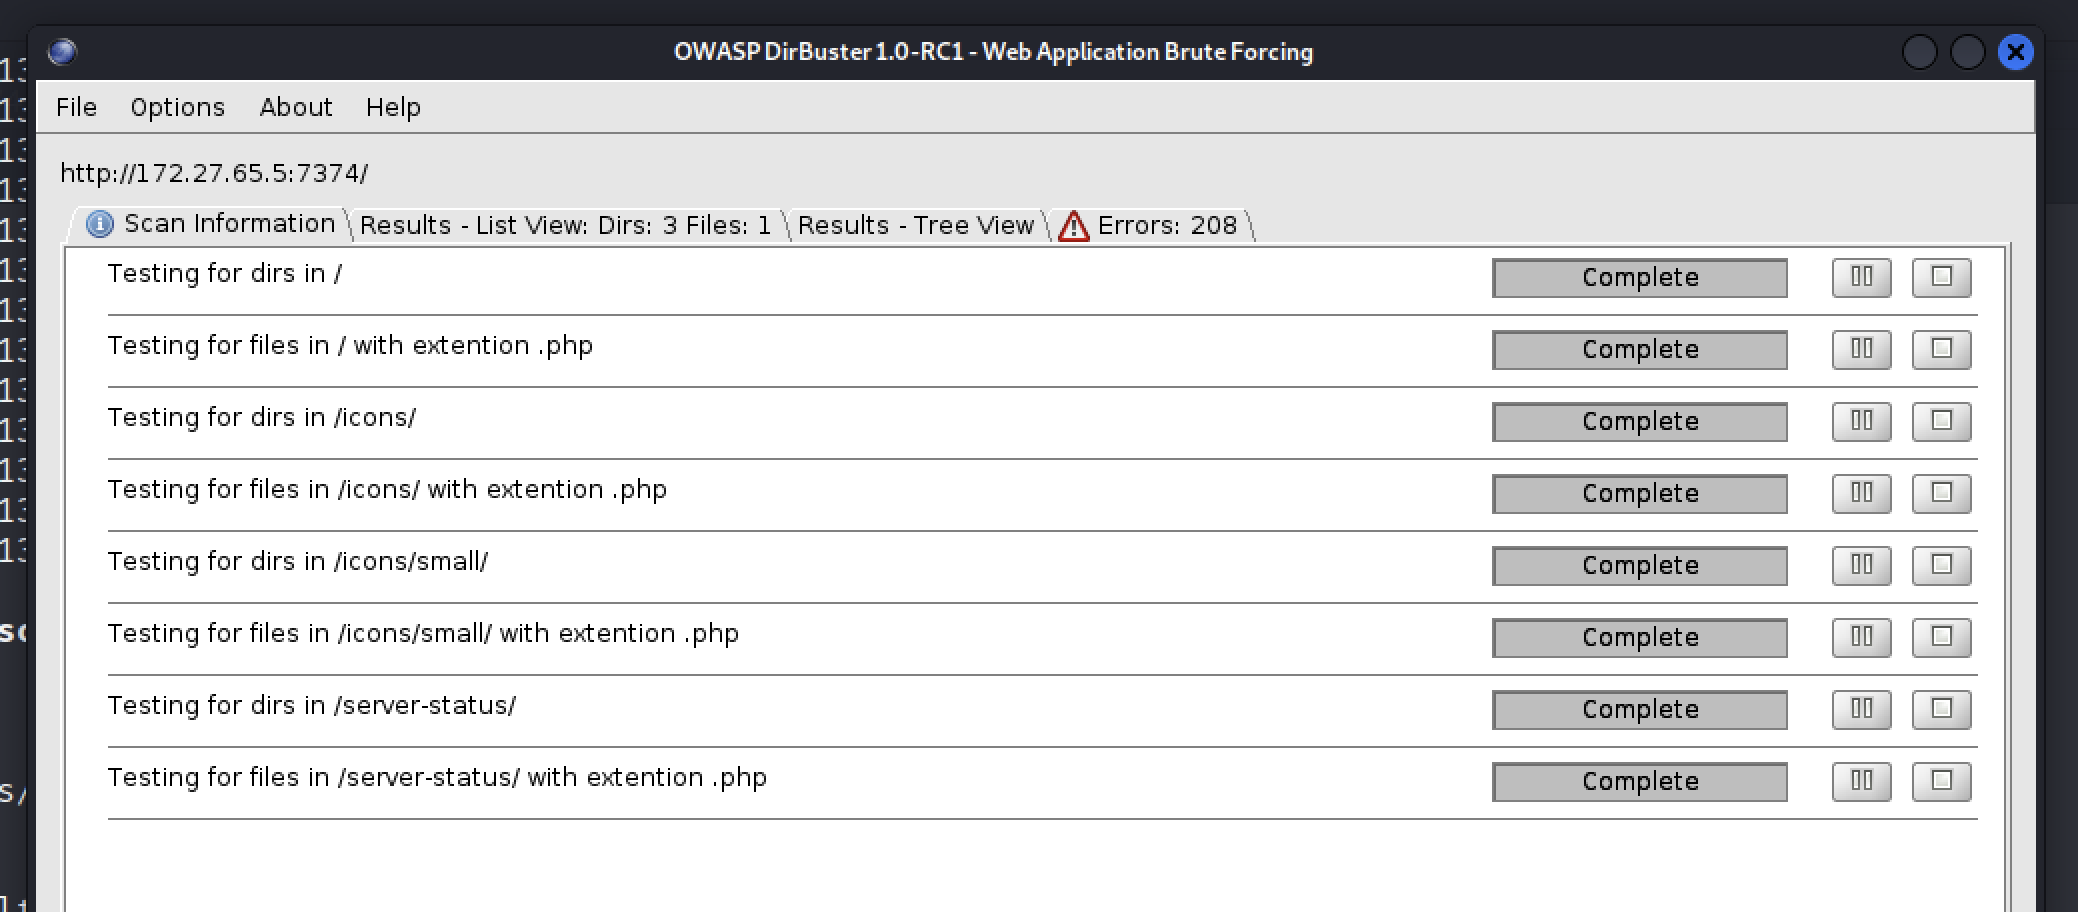 OWASP DirBuster 1.0-RC1 - Web Application Brute Forcing
File Options About Help
http://172.27.65.5:7374/
Scan Information Results - List View: Dirs: 3 Files: 1 Results - Tree View Errors: 208
Testing for dirs in / Complete
Testing for files in / with extention .php Complete
Testing for dirs in /icons/ Complete
Testing for files in /icons/ with extention .php Complete
Testing for dirs in /icons/small/ Complete
Testing for files in /icons/small/ with extention .php Complete
Testing for dirs in /server-status/ Complete
Testing for files in /server-status/ with extention .php Complete